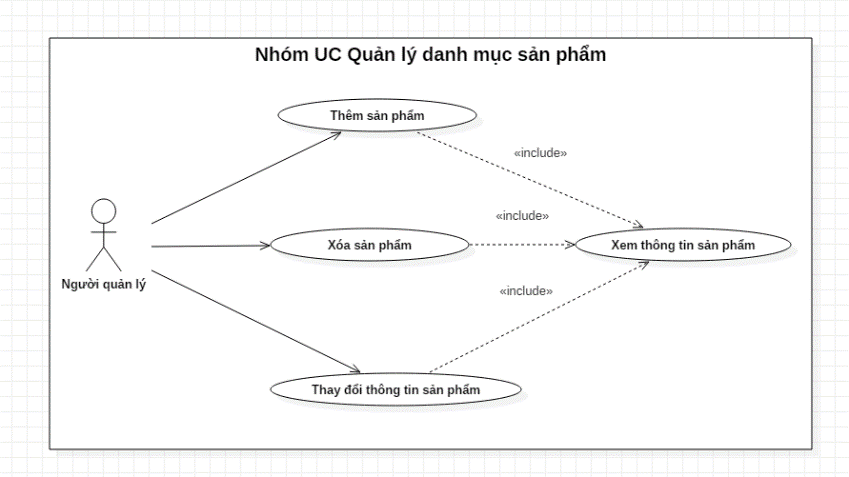 Nhóm UC Quản lý danh mục sản phẩm
Thêm sản phẩm
«include»
«include»
Xóa sản phẩm
Xem thông tin sản phẩm
Người quản lý
«include»
Thay đổi thông tin sản phẩm